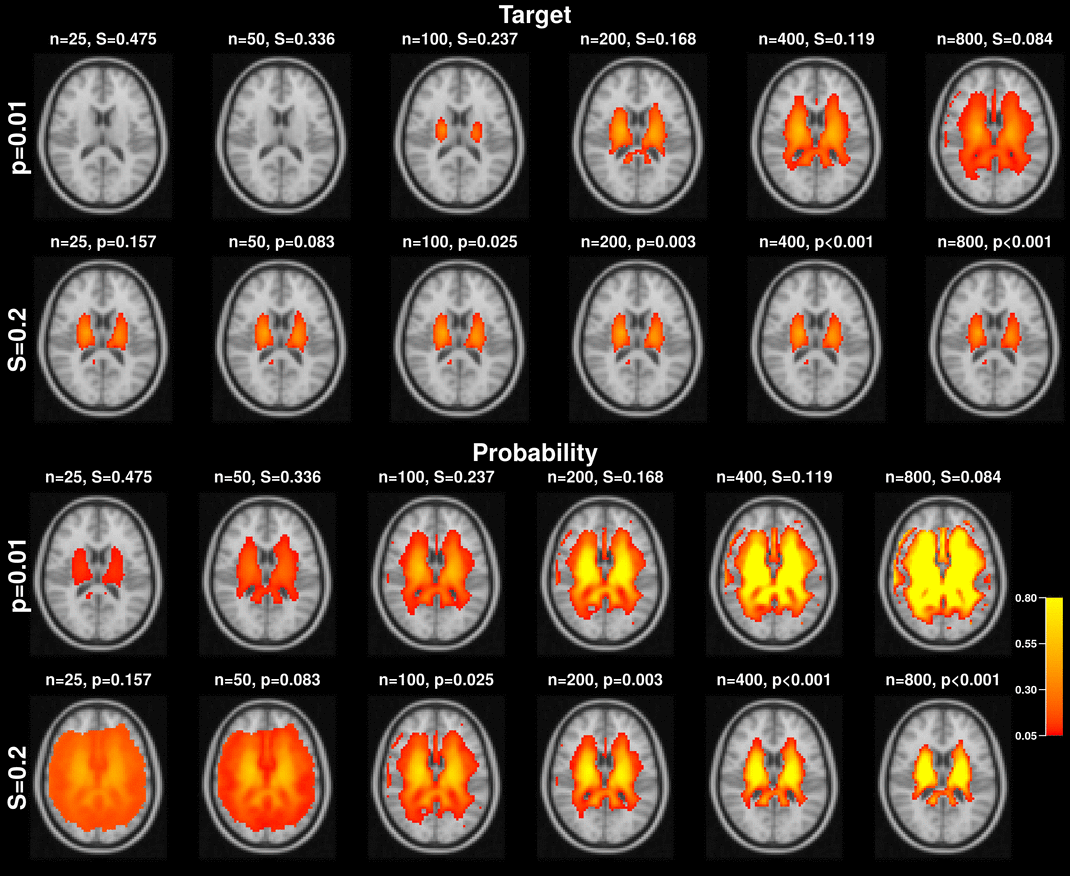 Target
n=25, S=0.475 n=50, S=0.336 n=100, S=0.237 n=200, S=0.168 n=400, S=0.119 n=800, S=0.084
p=0.01
n=25, p=0.157 n=50, p=0.083 n=100, p=0.025 n=200, p=0.003 n=400, p<0.001 n=800, p<0.001
S=0.2
Probability
n=25, S=0.475 n=50, S=0.336 n=100, S=0.237 n=200, S=0.168 n=400, S=0.119 n=800, S=0.084
p=0.01
0.80
0.55
0.30
0.05
n=25, p=0.157 n=50, p=0.083 n=100, p=0.025 n=200, p=0.003 n=400, p<0.001 n=800, p<0.001
S=0.2